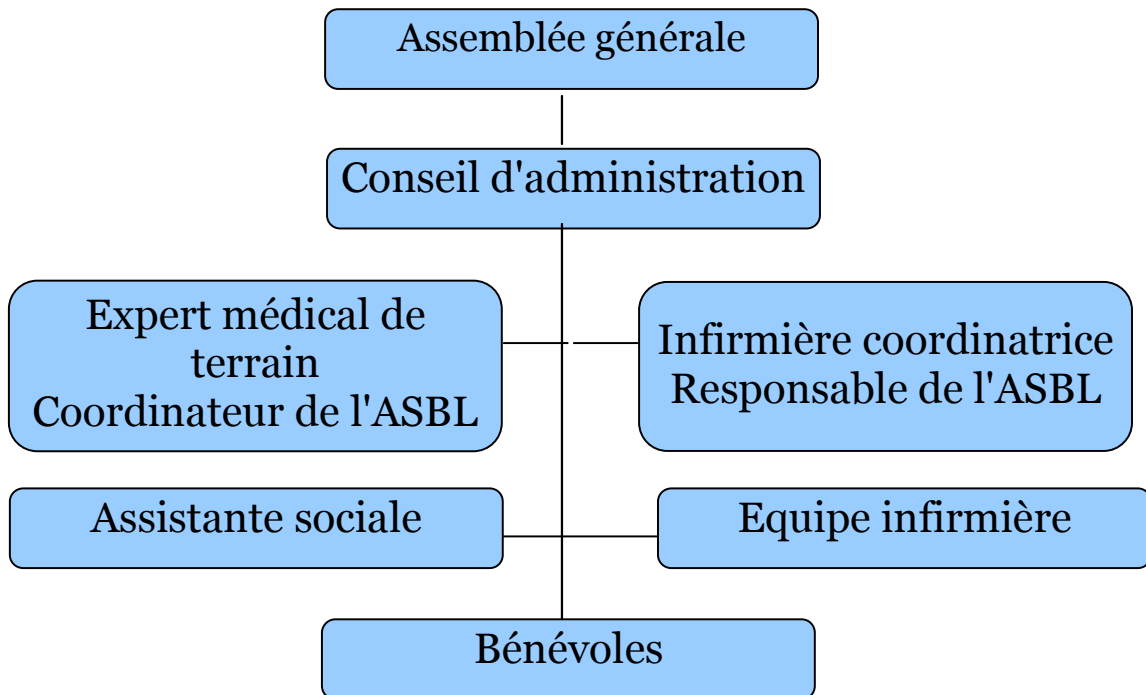 Assemblée générale
Conseil d'administration
Expert médical de
terrain
Coordinateur de l'ASBL
Infirmière coordinatrice
Responsable de l'ASBL
Assistante sociale
Equipe infirmière
Bénévoles